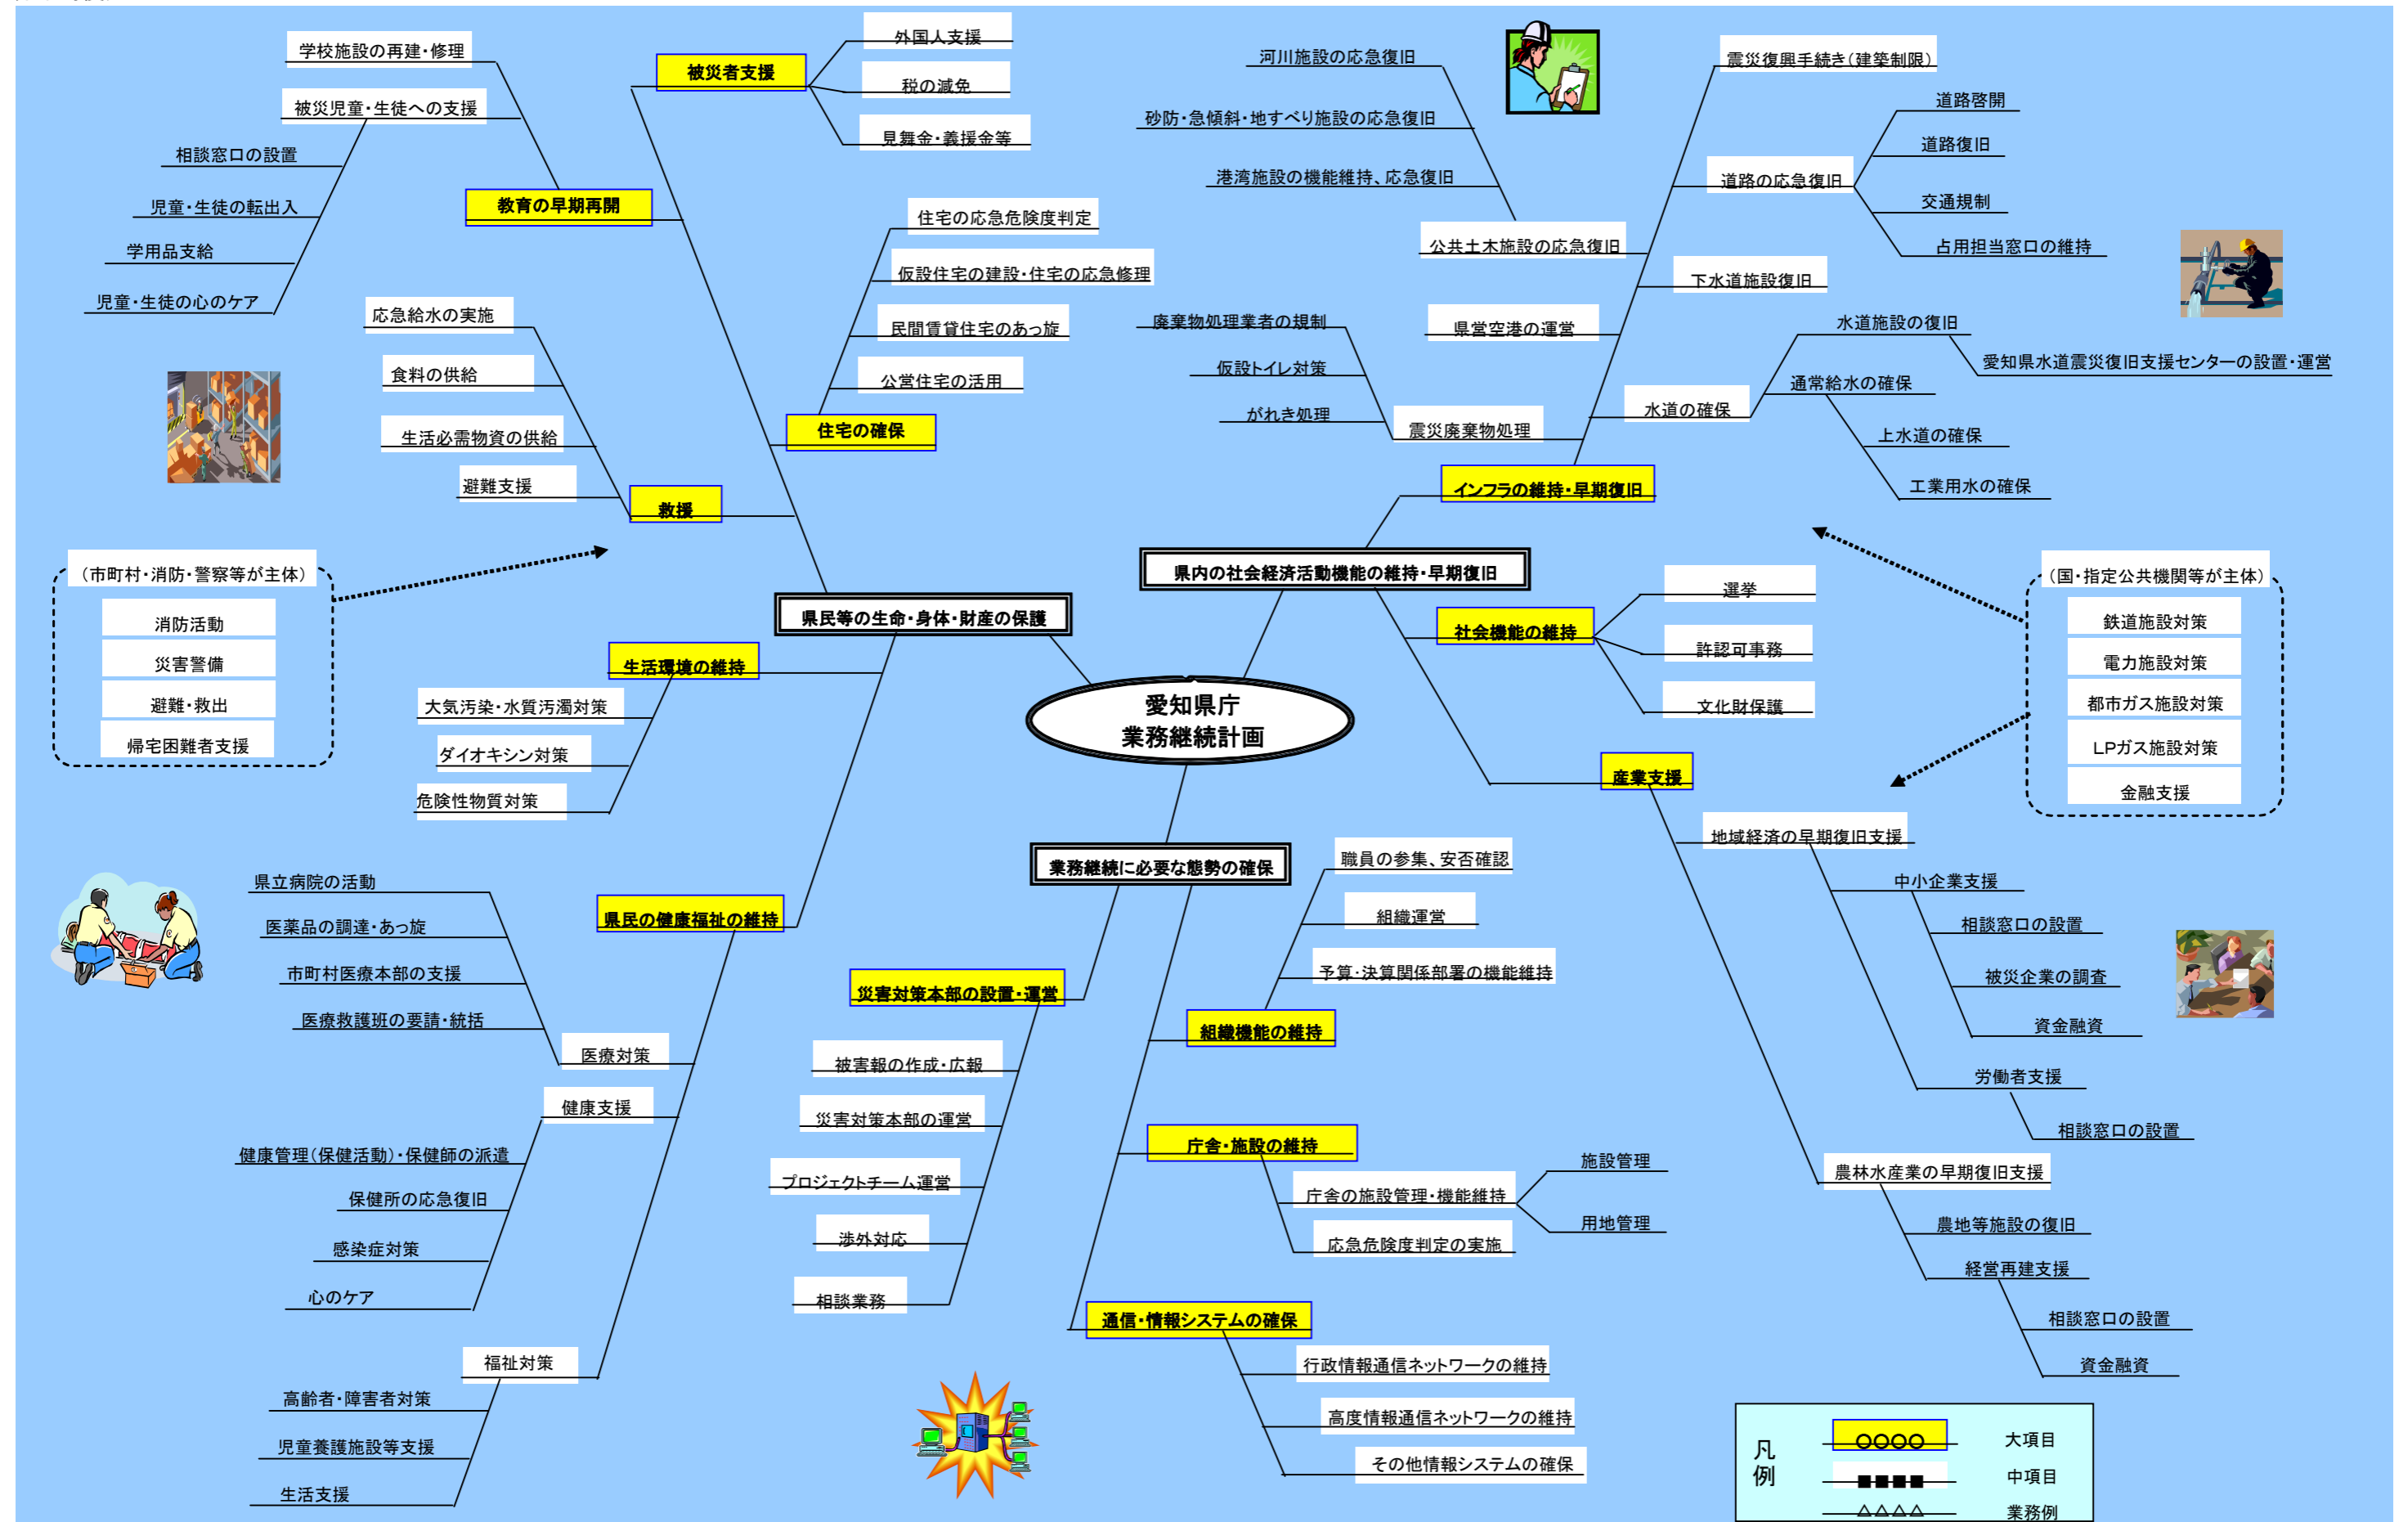 学校施設の再建・修理
被災児童・生徒への支援
相談窓口の設置
児童・生徒の転出入
学用品支給
児童・生徒の心のケア
教育の早期再開
被災者支援
外国人支援
税の減免
見舞金・義援金等
住宅の応急危険度判定
仮設住宅の建設・住宅の応急修理
民間賃貸住宅のあっ旋
公営住宅の活用
住宅の確保
応急給水の実施
食料の供給
生活必需物資の供給
避難支援
救援
(市町村・消防・警察等が主体)
消防活動
災害警備
避難・救出
帰宅困難者支援
県民等の生命・身体・財産の保護
生活環境の維持
大気汚染・水質汚濁対策
ダイオキシン対策
危険性物質対策
県民の健康福祉の維持
県立病院の活動
医薬品の調達・あっ旋
市町村医療本部の支援
医療救護班の要請・統括
医療対策
健康支援
健康管理(保健活動)・保健師の派遣
保健所の応急復旧
感染症対策
心のケア
福祉対策
高齢者・障害者対策
児童養護施設等支援
生活支援
愛知県庁
業務継続計画
河川施設の応急復旧
砂防・急傾斜・地すべり施設の応急復旧
港湾施設の機能維持、応急復旧
公共土木施設の応急復旧
県営空港の運営
廃棄物処理業者の規制
仮設トイレ対策
がれき処理
震災廃棄物処理
震災復興手続き(建築制限)
道路啓開
道路復旧
道路の応急復旧
交通規制
占用担当窓口の維持
下水道施設復旧
水道施設の復旧
愛知県水道震災復旧支援センターの設置・運営
通常給水の確保
水道の確保
上水道の確保
工業用水の確保
インフラの維持・早期復旧
県内の社会経済活動機能の維持・早期復旧
社会機能の維持
選挙
許認可事務
文化財保護
(国・指定公共機関等が主体)
鉄道施設対策
電力施設対策
都市ガス施設対策
LPガス施設対策
金融支援
産業支援
地域経済の早期復旧支援
中小企業支援
相談窓口の設置
被災企業の調査
資金融資
労働者支援
相談窓口の設置
農林水産業の早期復旧支援
農地等施設の復旧
経営再建支援
相談窓口の設置
資金融資
業務継続に必要な態勢の確保
職員の参集、安否確認
組織運営
予算・決算関係部署の機能維持
組織機能の維持
災害対策本部の設置・運営
被害報の作成・広報
災害対策本部の運営
プロジェクトチーム運営
渉外対応
相談業務
庁舎・施設の維持
庁舎の施設管理・機能維持
施設管理
用地管理
応急危険度判定の実施
通信・情報システムの確保
行政情報通信ネットワークの維持
高度情報通信ネットワークの維持
その他情報システムの確保
凡
例
○○○○ 大項目
■■■■ 中項目
△△△△ 業務例